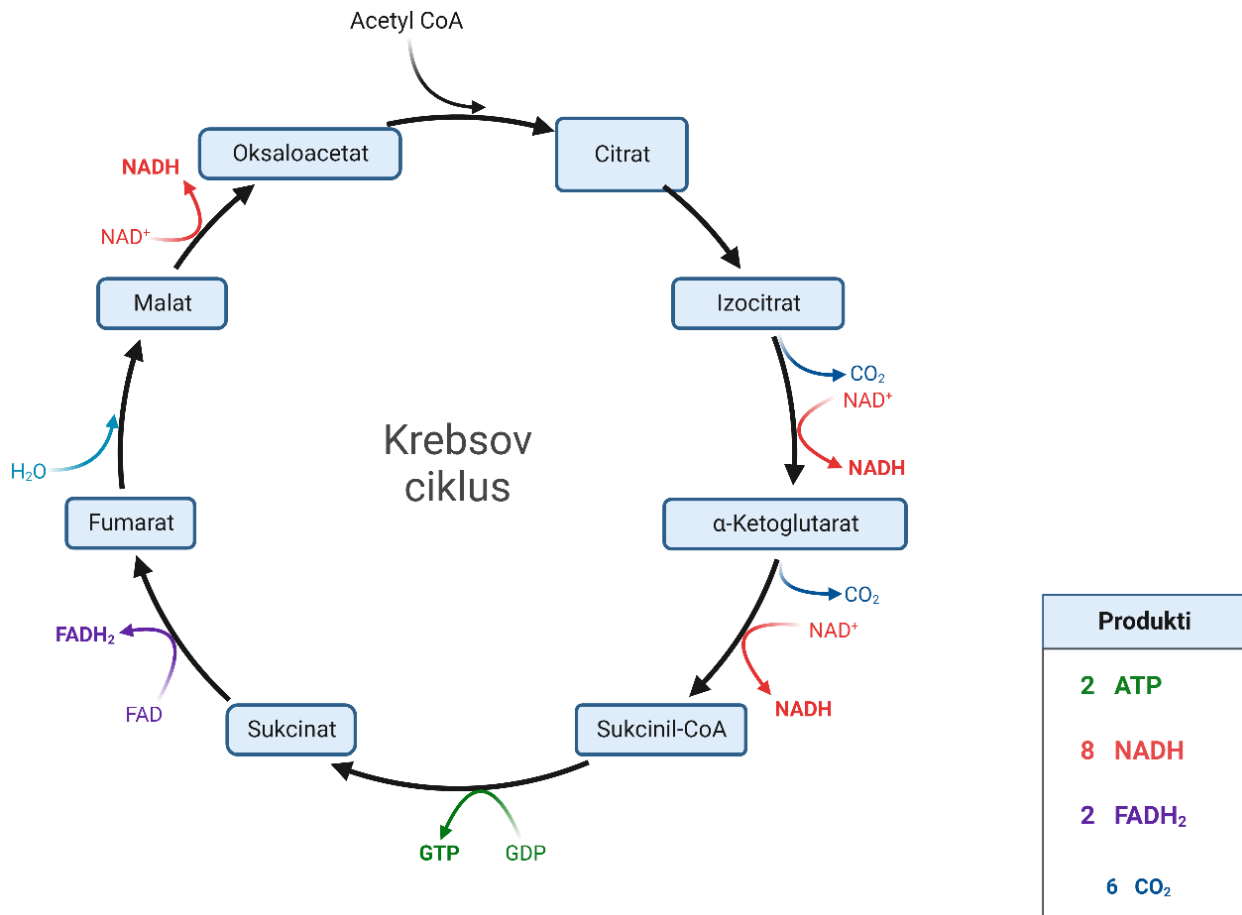 Acetyl CoA
Oksaloacetat
Citrat
NADH
NAD⁺
Malat
Izocitrat
CO₂
NAD⁺
NADH
Krebsov
ciklus
H₂O
Fumarat
α-Ketoglutarat
CO₂
NAD⁺
NADH
FADH₂
FAD
Sukcinat
Sukcinil-CoA
GTP
GDP
Produkti
2 ATP
8 NADH
2 FADH₂
6 CO₂